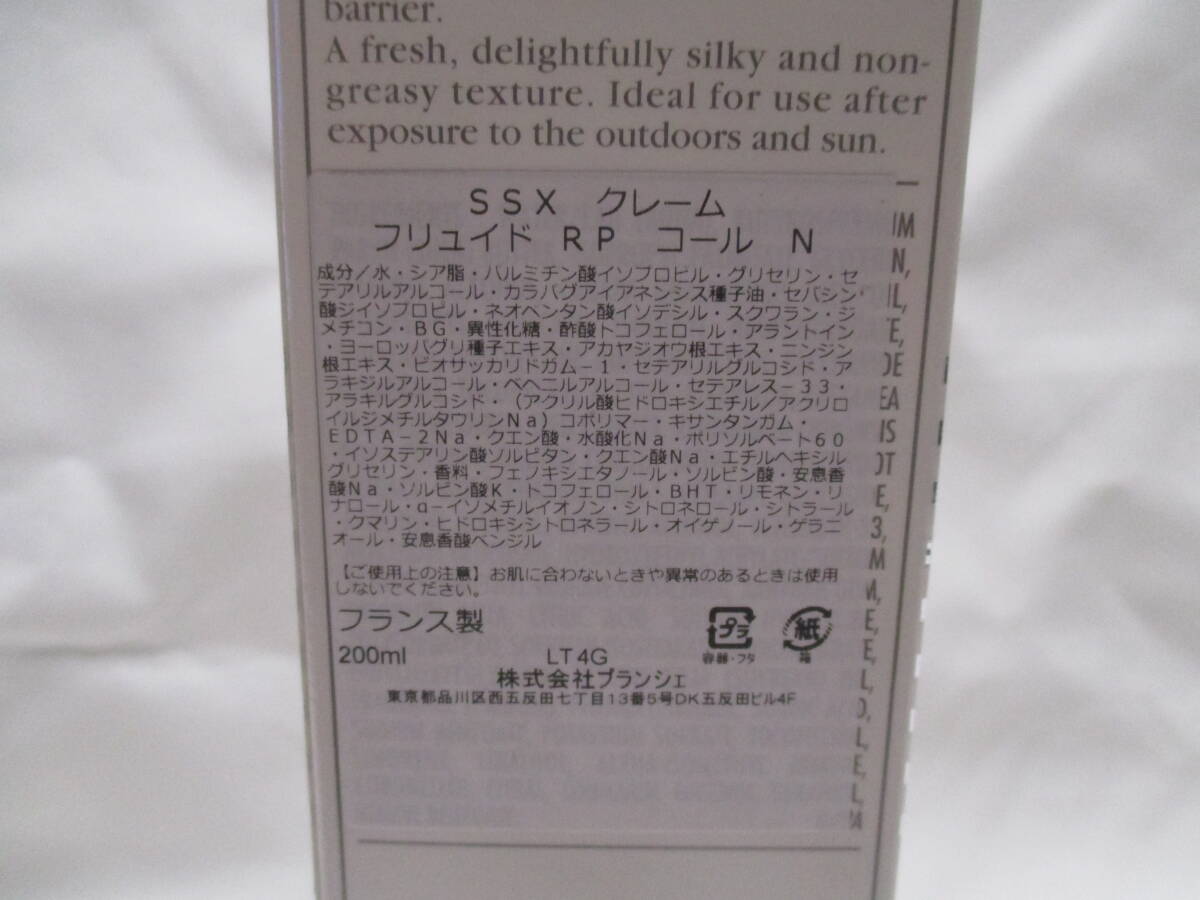 barrier.
A fresh, delightfully silky and non-
greasy texture. Ideal for use after
exposure to the outdoors and sun.
ＳＳＸ　クレーム
フリュイド　ＲＰ　コール　Ｎ
成分／水・シア脂・パルミチン酸イソプロピル・グリセリン・セ
テアリルアルコール・カラパグアイアネンシス種子油・セバシン
酸ジイソプロピル・ネオペンタン酸イソデシル・スクワラン・ジ
メチコン・ＢＧ・異性化糖・酢酸トコフェロール・アラントイン
・ヨーロッパグリ種子エキス・アカヤジオウ根エキス・ニンジン
根エキス・ビオサッカリドガム－１・セテアリルグルコシド・ア
ラキジルアルコール・ベヘニルアルコール・セテアレス－３３・
アラキルグルコシド・（アクリル酸ヒドロキシエチル／アクリロ
イルジメチルタウリンＮａ）コポリマー・キサンタンガム・
ＥＤＴＡ－２Ｎａ・クエン酸・水酸化Ｎａ・ポリソルベート６０
・イソステアリン酸ソルビタン・クエン酸Ｎａ・エチルヘキシル
グリセリン・香料・フェノキシエタノール・ソルビン酸・安息香
酸Ｎａ・ソルビン酸Ｋ・トコフェロール・ＢＨＴ・リモネン・リ
ナロール・α－イソメチルイオノン・シトロネロール・シトラール
・クマリン・ヒドロキシシトロネラール・オイゲノール・ゲラニ
オール・安息香酸ベンジル
【ご使用上の注意】お肌に合わないときや異常のあるときは使用
しないでください。
フランス製
プラ
紙
200ml
LT4G
容器・フタ
箱
株式会社ブランシェ
東京都品川区西五反田七丁目13番5号DK五反田ビル4F